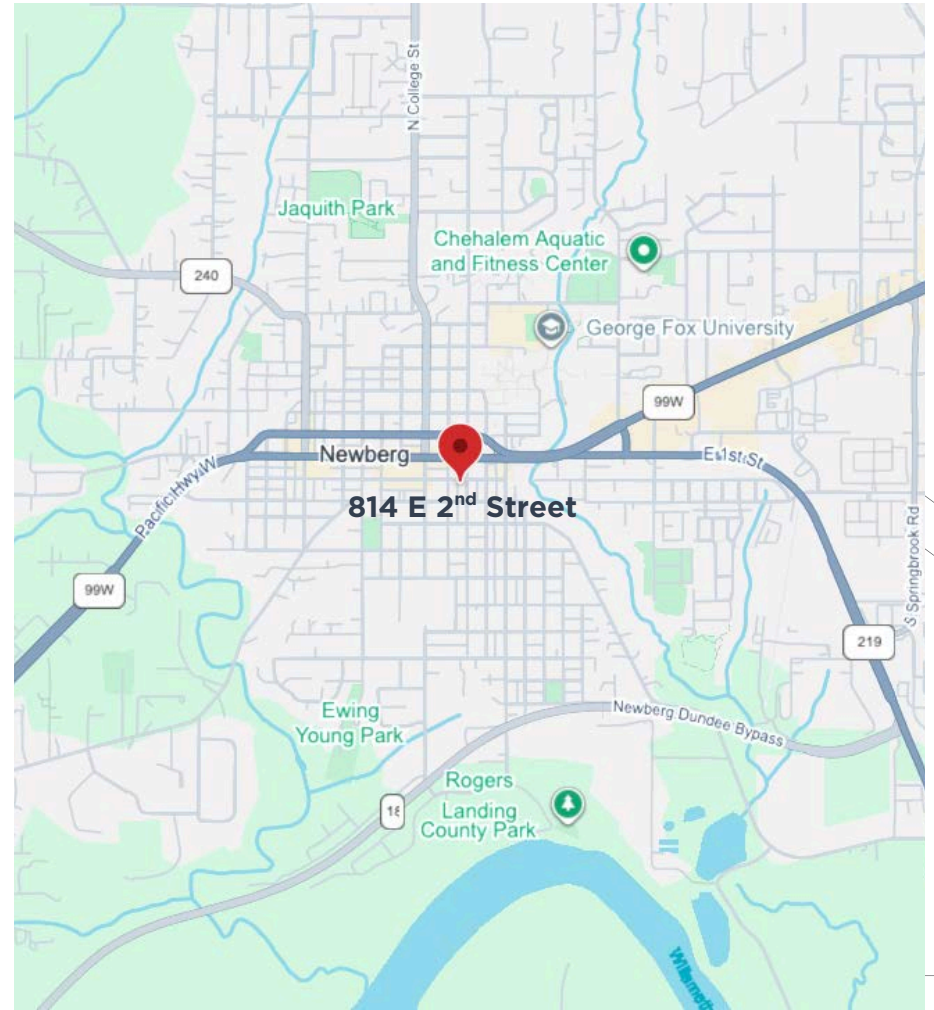 N College St
Jaquith Park
Chehalem Aquatic
and Fitness Center
240
George Fox University
99W
Newberg
E 1st St
Pacific Hwy W
814 E 2nd Street
S Springbrook Rd
99W
219
Ewing
Young Park
Newberg Dundee Bypass
Rogers
Landing
County Park
18